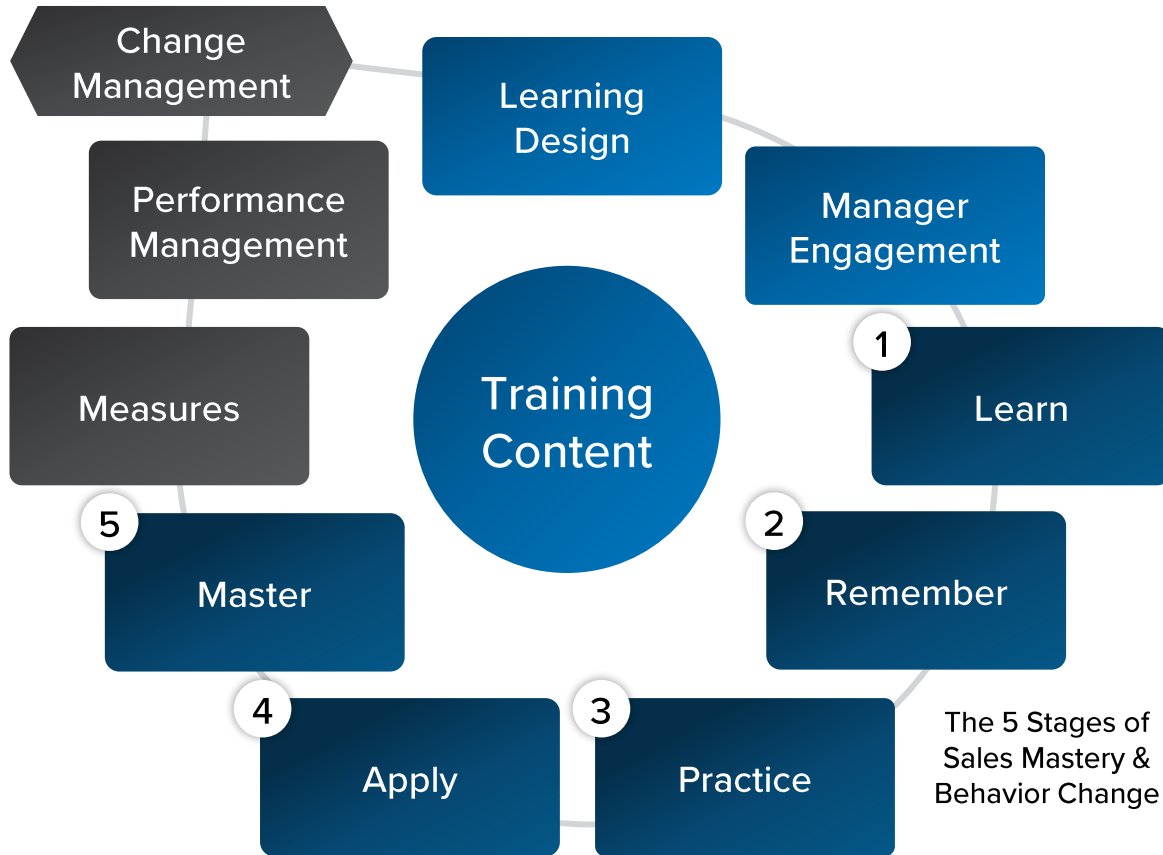 Change
Management
Learning
Design
Performance
Management
Manager
Engagement
Training
Content
Measures
1
Learn
2
Remember
3
Practice
4
Apply
5
Master
The 5 Stages of
Sales Mastery &
Behavior Change